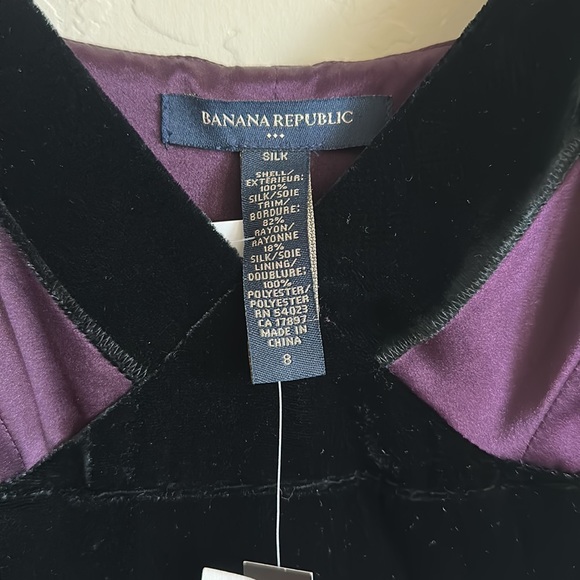 BANANA REPUBLIC
SILK
SHELL/
EXTÉRIEUR:
100%
SILK/SOIE
TRIM/
BORDURE:
82%
RAYON/
RAYONNE
18%
SILK/SOIE
LINING/
DOUBLURE:
100%
POLYESTER/
POLYESTER
RN 54023
CA 17897
MADE IN
CHINA
8